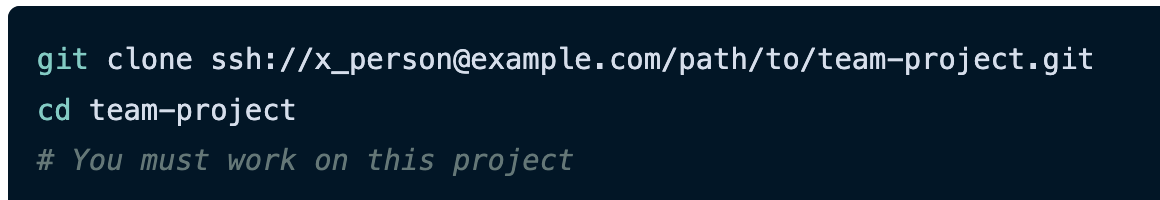 git clone ssh://x_person@example.com/path/to/team-project.git
cd team-project
# You must work on this project